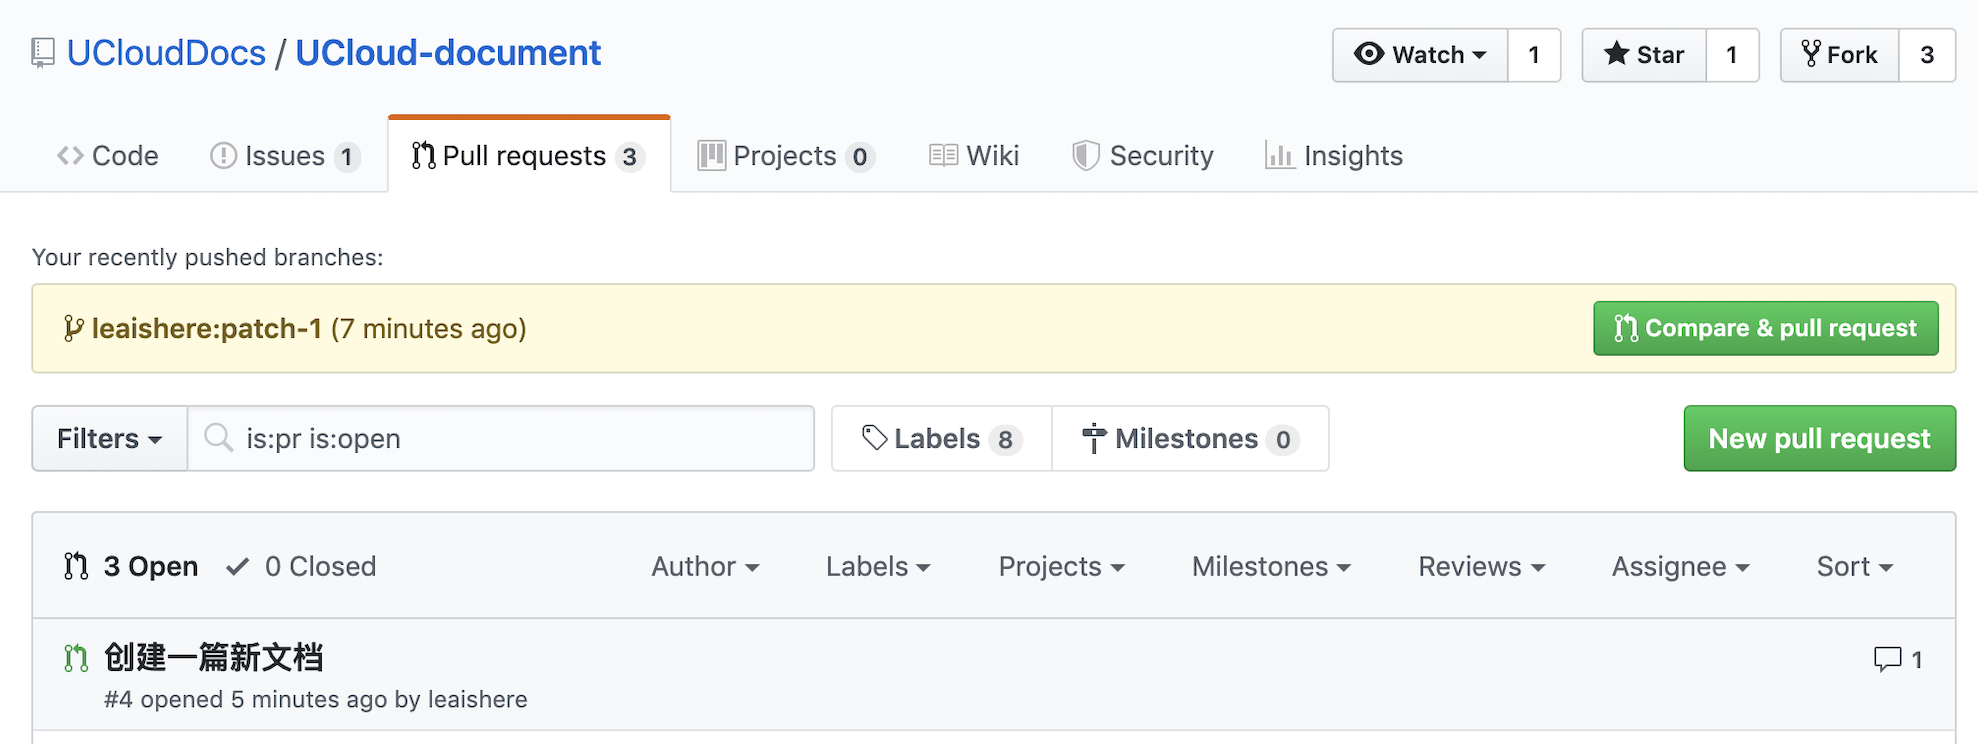 UCloudDocs / UCloud-document
Watch 1
Star 1
Fork 3
Code
Issues 1
Pull requests 3
Projects 0
Wiki
Security
Insights
Your recently pushed branches:
leaishere:patch-1 (7 minutes ago)
Compare & pull request
Filters
is:pr is:open
Labels 8
Milestones 0
New pull request
3 Open
0 Closed
Author
Labels
Projects
Milestones
Reviews
Assignee
Sort
创建一篇新文档
1
#4 opened 5 minutes ago by leaishere